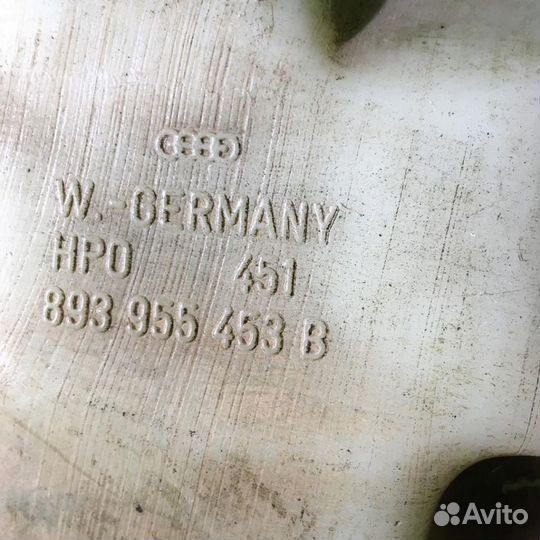 W.-GERMANY
HPO 451
893 955 453 B
Avito